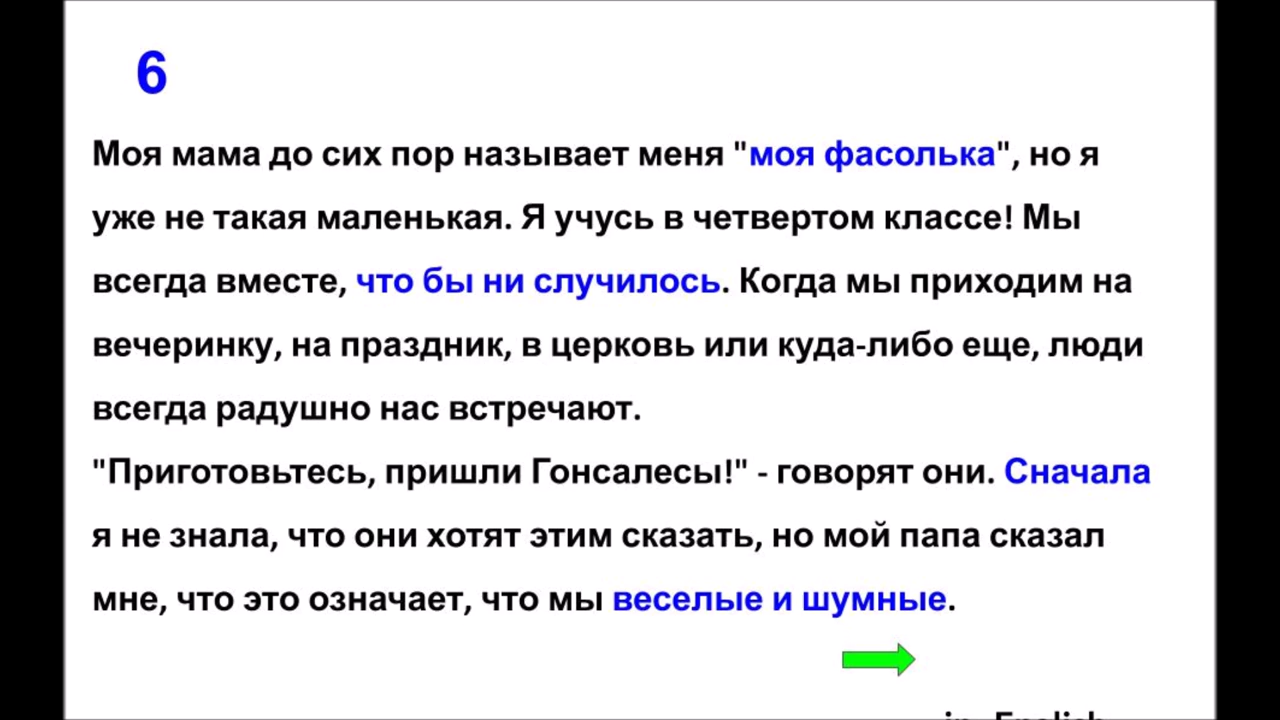 6
Моя мама до сих пор называет меня "моя фасолька", но я
уже не такая маленькая. Я учусь в четвертом классе! Мы
всегда вместе, что бы ни случилось. Когда мы приходим на
вечеринку, на праздник, в церковь или куда-либо еще, люди
всегда радушно нас встречают.
"Приготовьтесь, пришли Гонсалесы!" - говорят они. Сначала
я не знала, что они хотят этим сказать, но мой папа сказал
мне, что это означает, что мы веселые и шумные.
in English